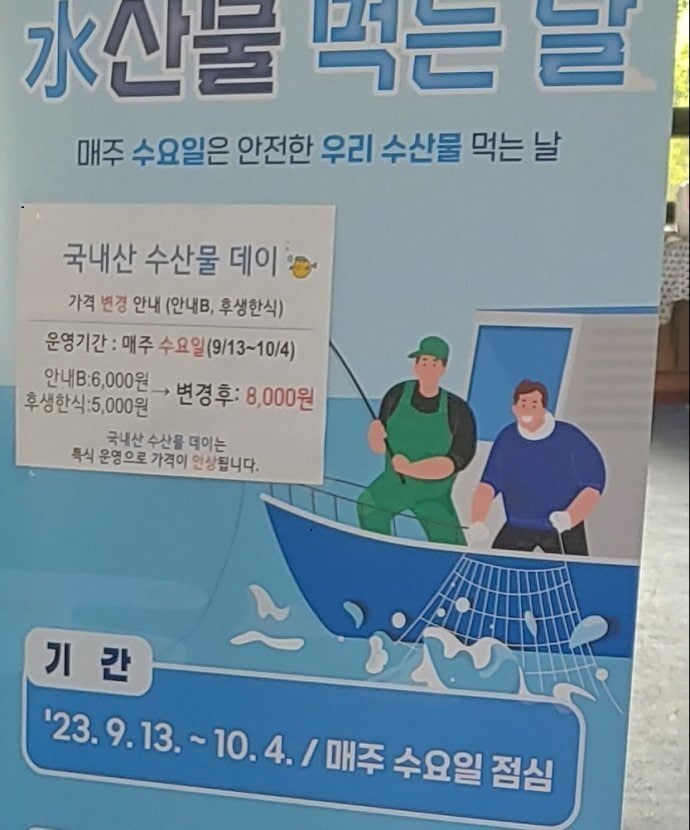 水산물 먹는 날
매주 수요일은 안전한 우리 수산물 먹는 날
국내산 수산물 데이
가격 변경 안내 (안내B, 후생한식)
운영기간 : 매주 수요일(9/13~10/4)
안내B:6,000원
후생한식:5,000원 → 변경후: 8,000원
국내산 수산물 데이는
특식 운영으로 가격이 인상됩니다.
기 간
'23. 9. 13. ~ 10. 4. / 매주 수요일 점심